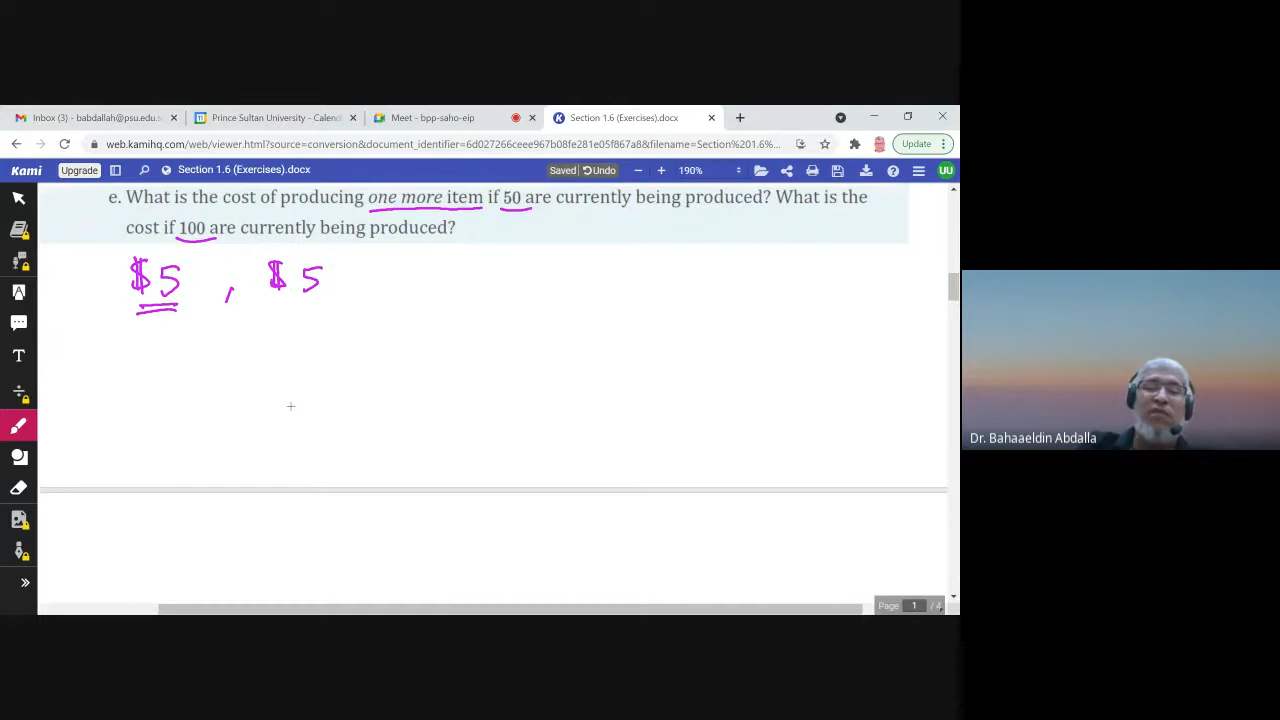 Inbox (3) - babdallah@psu.edu.s
Prince Sultan University - Calend
Meet - bpp-saho-eip
Section 1.6 (Exercises).docx
web.kamihq.com/web/viewer.html?source=conversion&document_identifier=6d027266ceee967b08fe281e05f867a8&filename=Section%201.6%...
Update
Kami
Upgrade
Section 1.6 (Exercises).docx
Saved
Undo
190%
UU
e. What is the cost of producing one more item if 50 are currently being produced? What is the
cost if 100 are currently being produced?
$5 , $5
Dr. Bahaaeldin Abdalla
Page 1 / 4